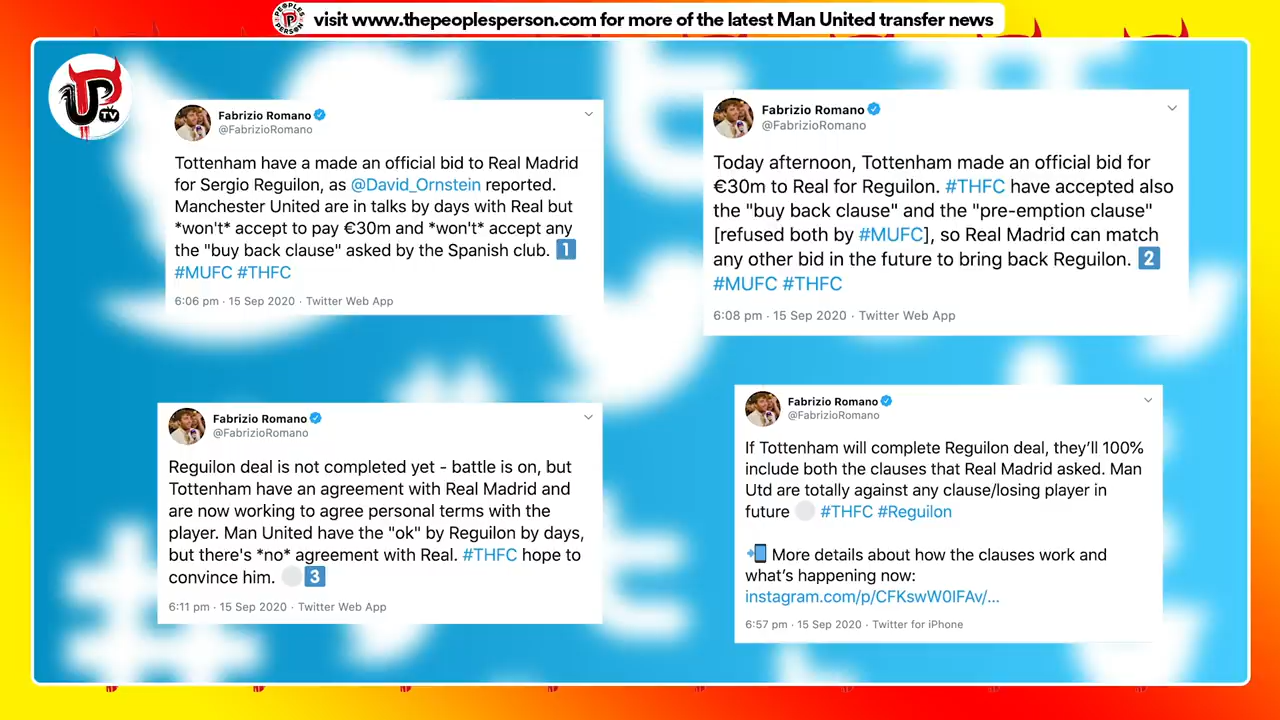 PEOPLES PERSON
visit www.thepeoplesperson.com for more of the latest Man United transfer news
UP TV
Fabrizio Romano
@FabrizioRomano
Tottenham have a made an official bid to Real Madrid
for Sergio Reguilon, as @David_Ornstein reported.
Manchester United are in talks by days with Real but
*won't* accept to pay €30m and *won't* accept any
the "buy back clause" asked by the Spanish club. 1
#MUFC #THFC
6:06 pm · 15 Sep 2020 · Twitter Web App
Fabrizio Romano
@FabrizioRomano
Today afternoon, Tottenham made an official bid for
€30m to Real for Reguilon. #THFC have accepted also
the "buy back clause" and the "pre-emption clause"
[refused both by #MUFC], so Real Madrid can match
any other bid in the future to bring back Reguilon. 2
#MUFC #THFC
6:08 pm · 15 Sep 2020 · Twitter Web App
Fabrizio Romano
@FabrizioRomano
Reguilon deal is not completed yet - battle is on, but
Tottenham have an agreement with Real Madrid and
are now working to agree personal terms with the
player. Man United have the "ok" by Reguilon by days,
but there's *no* agreement with Real. #THFC hope to
convince him. 3
6:11 pm · 15 Sep 2020 · Twitter Web App
Fabrizio Romano
@FabrizioRomano
If Tottenham will complete Reguilon deal, they'll 100%
include both the clauses that Real Madrid asked. Man
Utd are totally against any clause/losing player in
future #THFC #Reguilon
More details about how the clauses work and
what's happening now:
instagram.com/p/CFKswW0IFAv/...
6:57 pm · 15 Sep 2020 · Twitter for iPhone